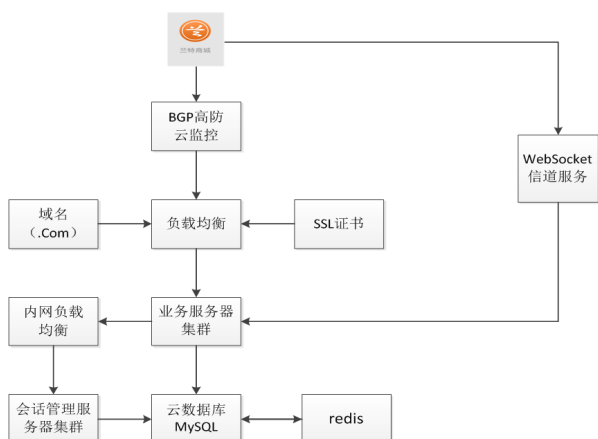 兰特商城
BGP高防
云监控
WebSocket
信道服务
域名
（.Com）
负载均衡
SSL证书
内网负载
均衡
业务服务器
集群
会话管理服
务器集群
云数据库
MySQL
redis